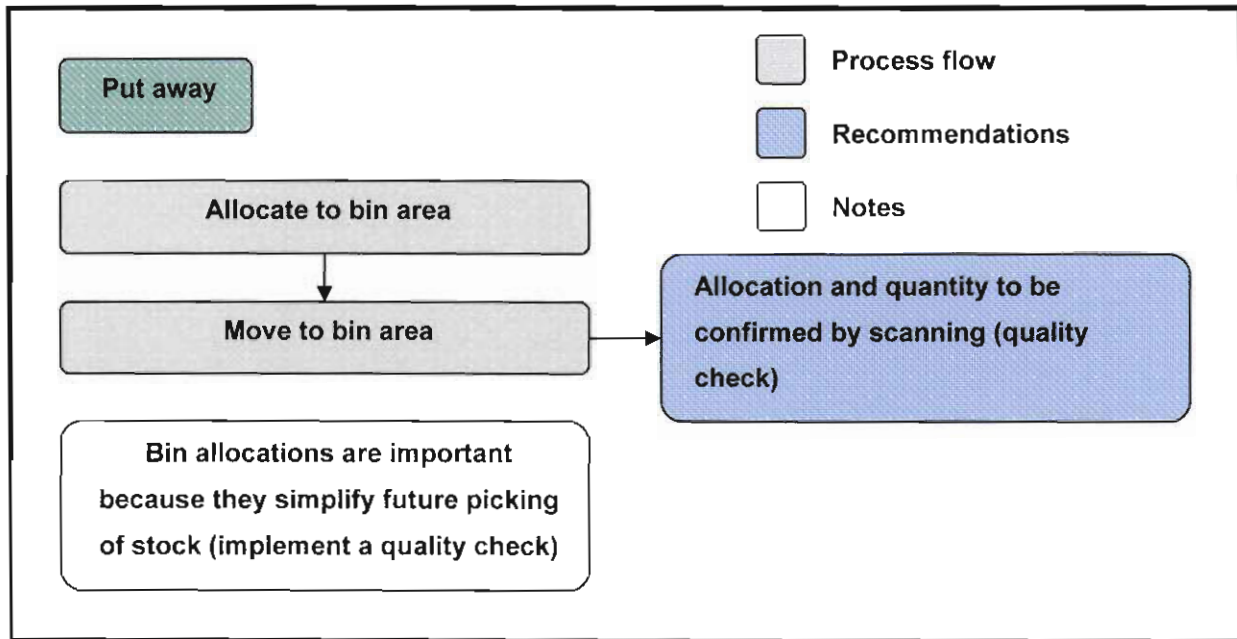 Put away
Process flow
Recommendations
Notes
Allocate to bin area
Move to bin area
Allocation and quantity to be
confirmed by scanning (quality
check)
Bin allocations are important
because they simplify future picking
of stock (implement a quality check)